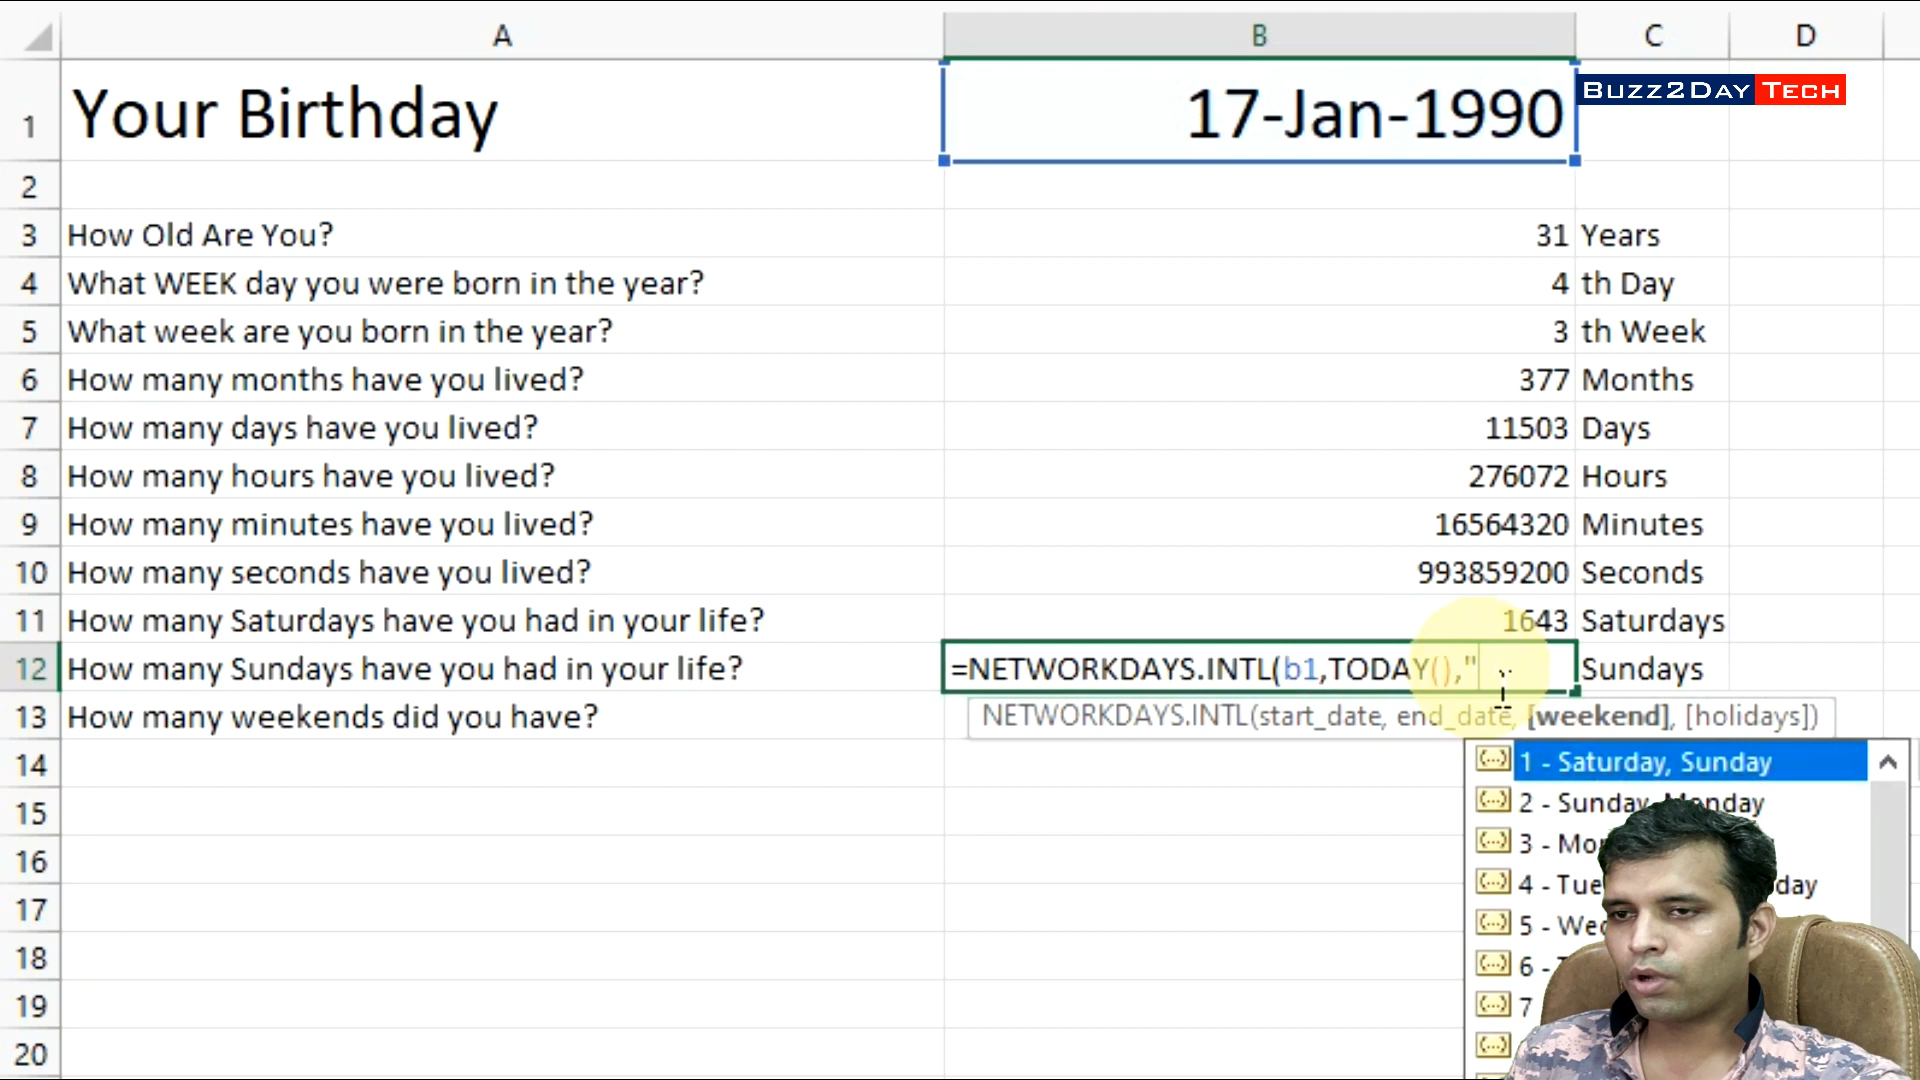 A B C D
1 Your Birthday 17-Jan-1990 BUZZ2DAY TECH
2
3 How Old Are You? 31 Years
4 What WEEK day you were born in the year? 4 th Day
5 What week are you born in the year? 3 th Week
6 How many months have you lived? 377 Months
7 How many days have you lived? 11503 Days
8 How many hours have you lived? 276072 Hours
9 How many minutes have you lived? 16564320 Minutes
10 How many seconds have you lived? 993859200 Seconds
11 How many Saturdays have you had in your life? 1643 Saturdays
12 How many Sundays have you had in your life? =NETWORKDAYS.INTL(b1,TODAY()," Sundays
13 How many weekends did you have? NETWORKDAYS.INTL(start_date, end_date, [weekend], [holidays])
14 1 - Saturday, Sunday
15 2 - Sunday, Monday
16 3 -
17 4 -
18 5 -
19 6 -
20 7